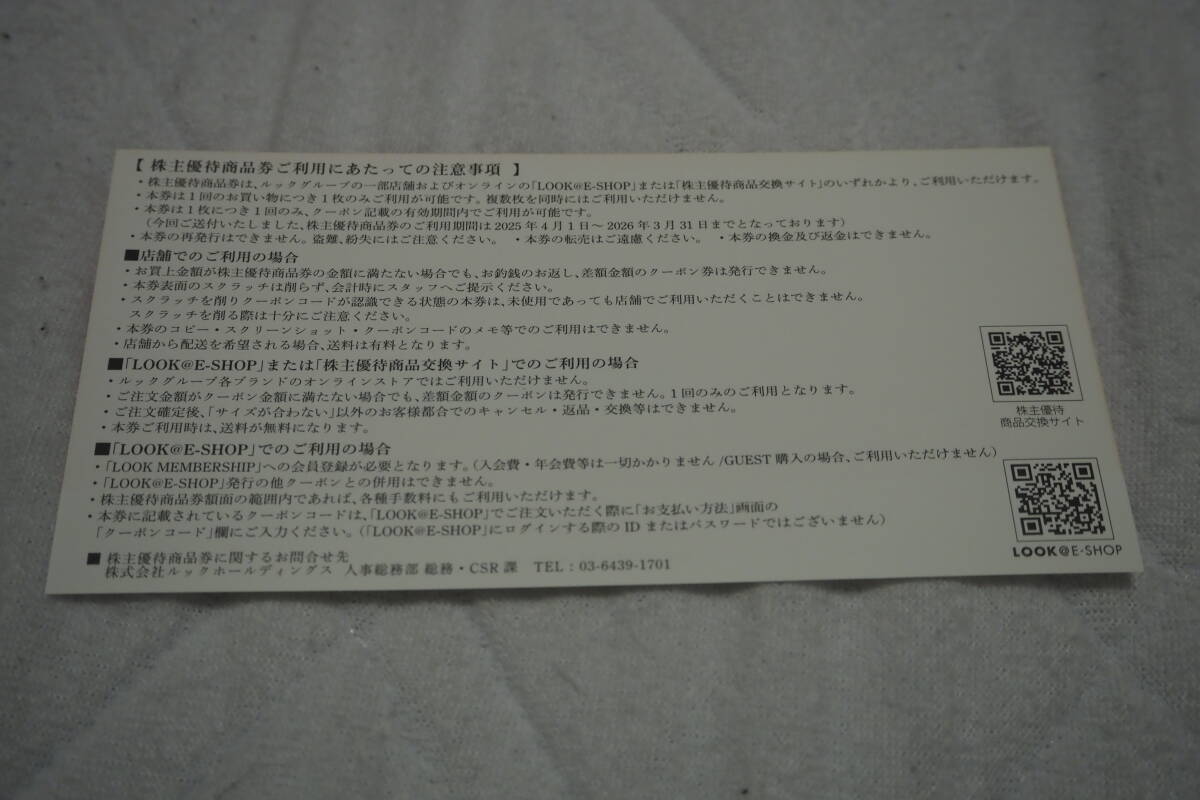 【 株主優待商品券ご利用にあたっての注意事項 】
・株主優待商品券は、ルックグループの一部店舗およびオンラインの「LOOK@E-SHOP」または「株主優待商品交換サイト」のいずれかより、ご利用いただけます。
・本券は1回のお買い物につき1枚のみご利用が可能です。複数枚を同時にはご利用いただけません。
・本券は1枚につき1回のみ、クーポン記載の有効期間内でご利用が可能です。
（今回ご送付いたしました、株主優待商品券のご利用期間は2025年4月1日～2026年3月31日までとなっております）
・本券の再発行はできません。盗難、紛失にはご注意ください。 ・本券の転売はご遠慮ください。 ・本券の換金及び返金はできません。
■店舗でのご利用の場合
・お買上金額が株主優待商品券の金額に満たない場合でも、お釣銭のお返し、差額金額のクーポン券は発行できません。
・本券表面のスクラッチは削らず、会計時にスタッフへご提示ください。
・スクラッチを削りクーポンコードが認識できる状態の本券は、未使用であっても店舗でご利用いただくことはできません。
スクラッチを削る際は十分にご注意ください。
・本券のコピー・スクリーンショット・クーポンコードのメモ等でのご利用はできません。
・店舗から配送を希望される場合、送料は有料となります。
■「LOOK@E-SHOP」または「株主優待商品交換サイト」でのご利用の場合
・ルックグループ各ブランドのオンラインストアではご利用いただけません。
・ご注文金額がクーポン金額に満たない場合でも、差額金額のクーポンは発行できません。1回のみのご利用となります。
・ご注文確定後、「サイズが合わない」以外のお客様都合でのキャンセル・返品・交換等はできません。
・本券ご利用時は、送料が無料になります。
株主優待
商品交換サイト
■「LOOK@E-SHOP」でのご利用の場合
・「LOOK MEMBERSHIP」への会員登録が必要となります。（入会費・年会費等は一切かかりません/GUEST購入の場合、ご利用いただけません）
・「LOOK@E-SHOP」発行の他クーポンとの併用はできません。
・株主優待商品券額面の範囲内であれば、各種手数料にもご利用いただけます。
・本券に記載されているクーポンコードは、「LOOK@E-SHOP」でご注文いただく際に「お支払い方法」画面の
「クーポンコード」欄にご入力ください。（「LOOK@E-SHOP」にログインする際のIDまたはパスワードではございません）
LOOK@E-SHOP
■ 株主優待商品券に関するお問合せ先
株式会社ルックホールディングス 人事総務部 総務・CSR課 TEL：03-6439-1701